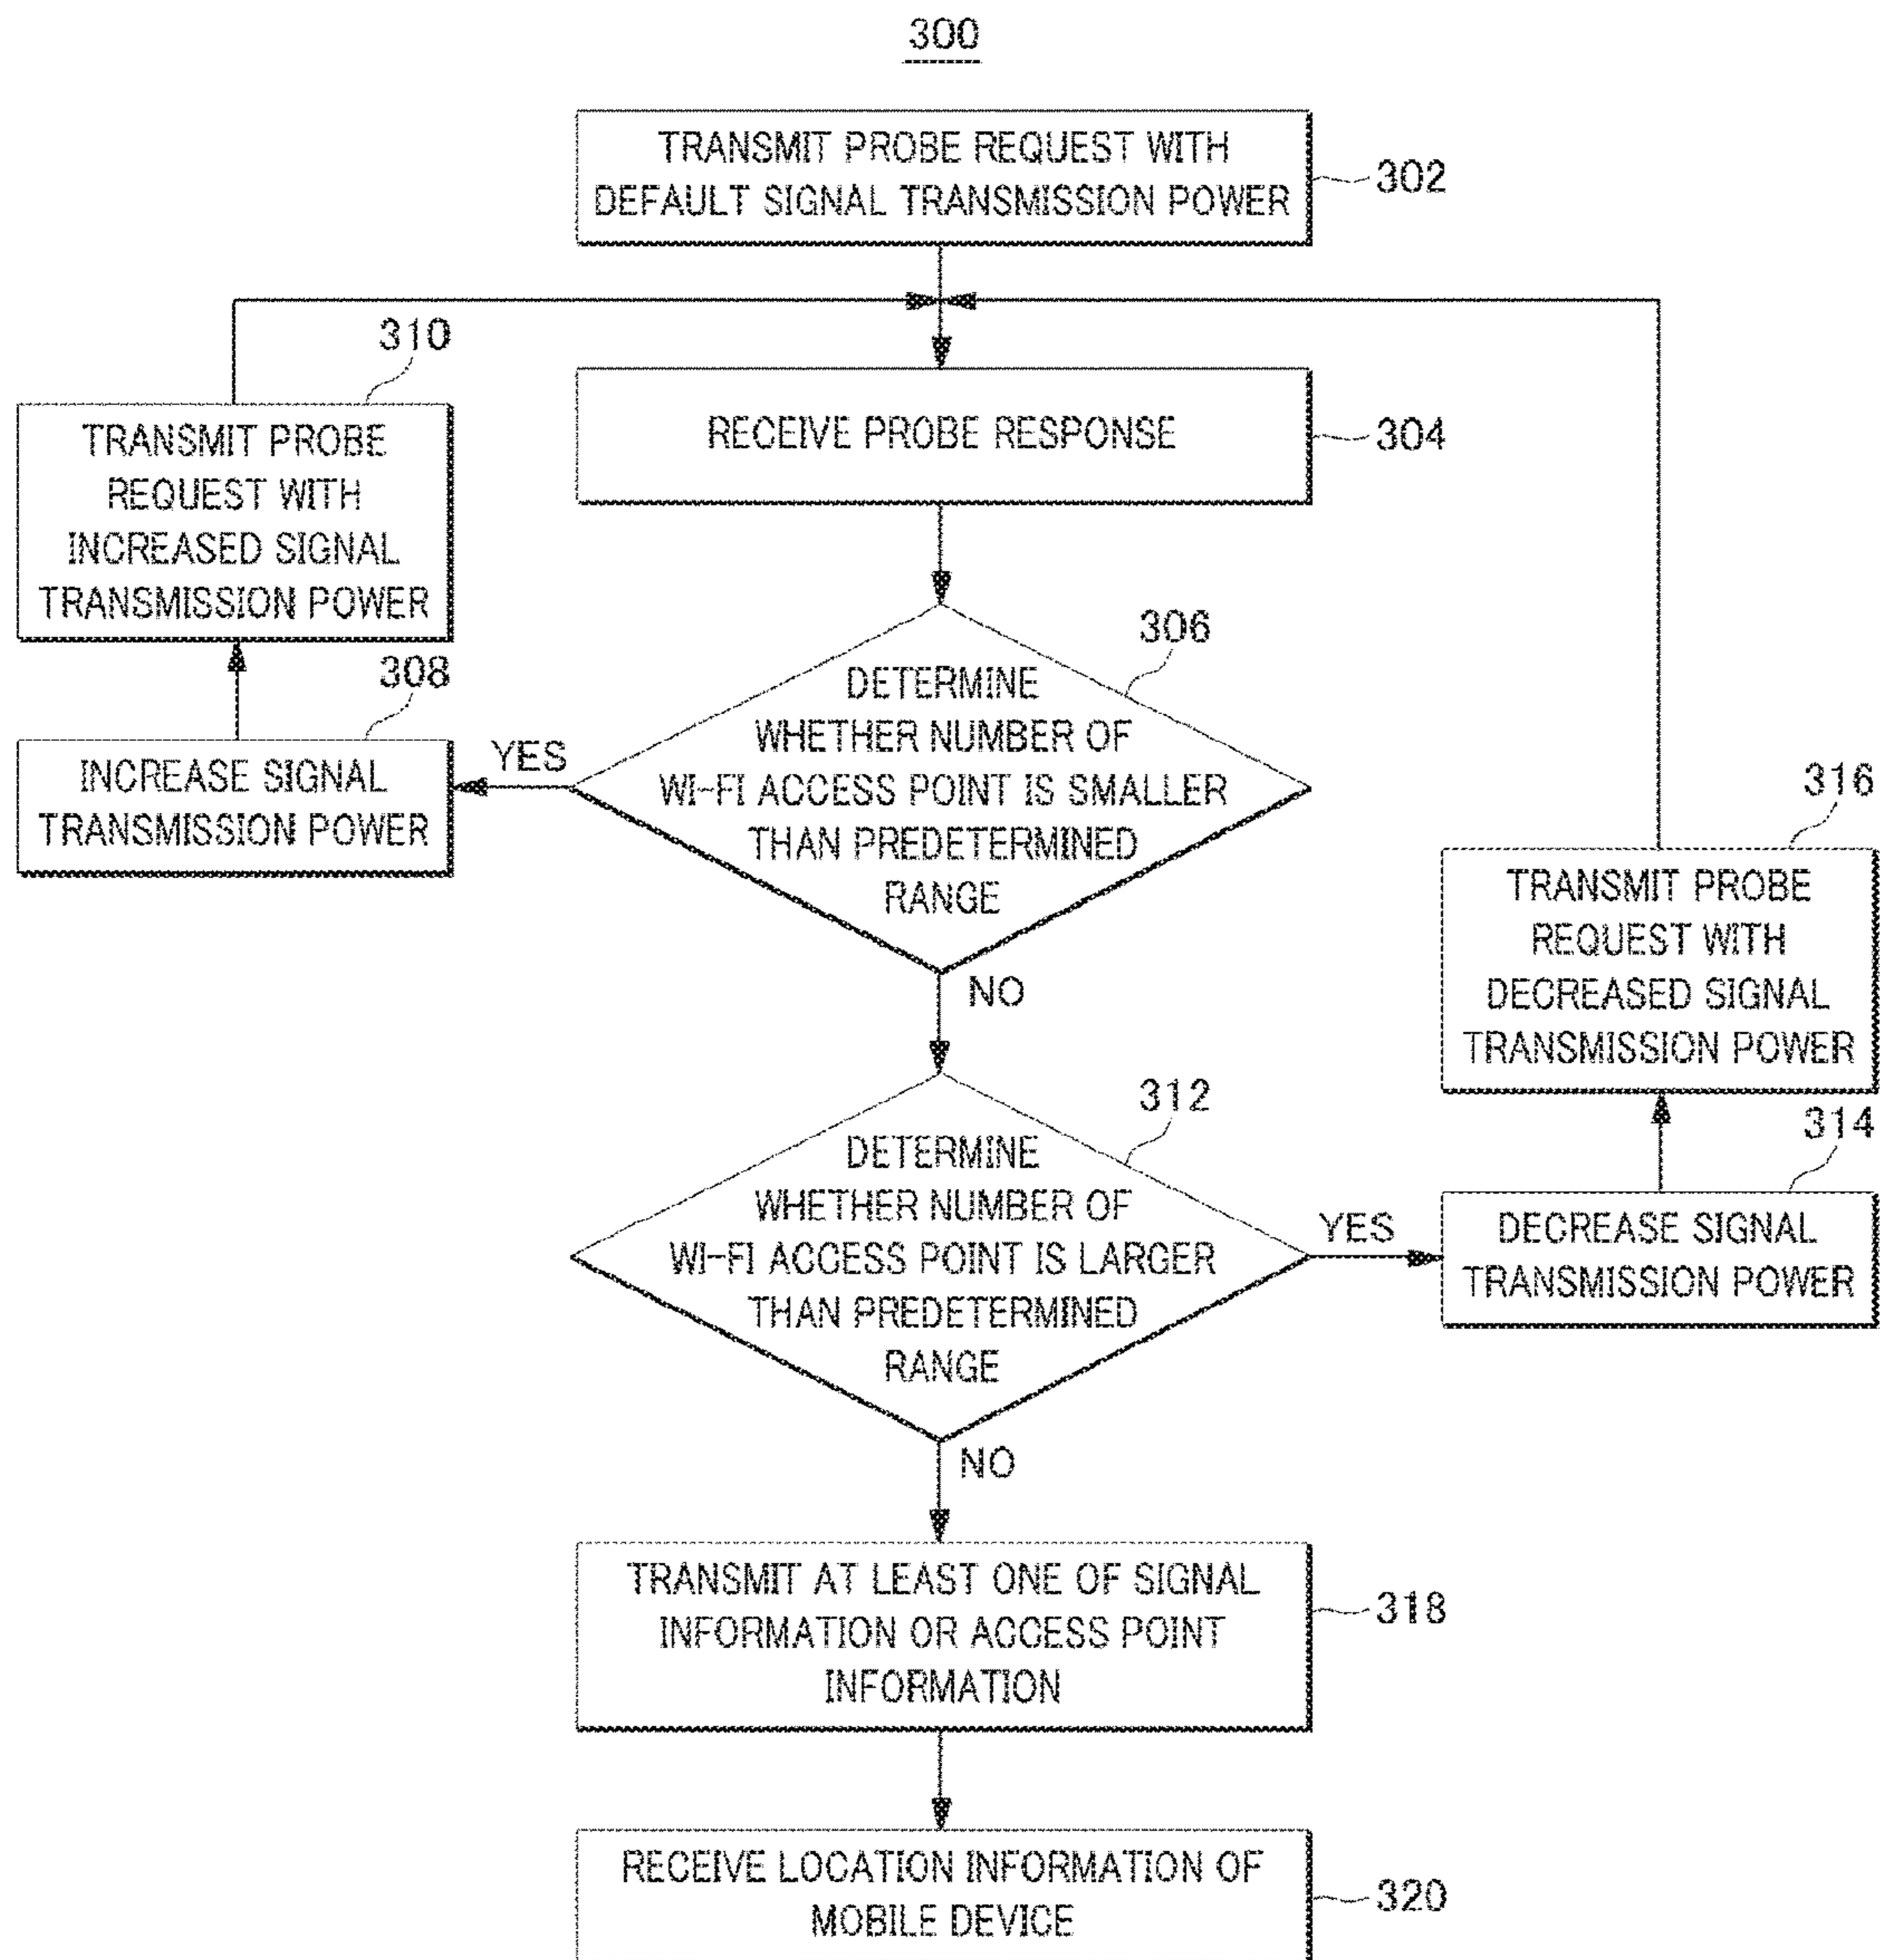 300
TRANSMIT PROBE REQUEST WITH
DEFAULT SIGNAL TRANSMISSION POWER
302
310
TRANSMIT PROBE
REQUEST WITH
INCREASED SIGNAL
TRANSMISSION POWER
RECEIVE PROBE RESPONSE
304
306
308
DETERMINE
WHETHER NUMBER OF
WI-FI ACCESS POINT IS SMALLER
THAN PREDETERMINED
RANGE
YES
INCREASE SIGNAL
TRANSMISSION POWER
NO
316
TRANSMIT PROBE
REQUEST WITH
DECREASED SIGNAL
TRANSMISSION POWER
312
314
DETERMINE
WHETHER NUMBER OF
WI-FI ACCESS POINT IS LARGER
THAN PREDETERMINED
RANGE
YES
DECREASE SIGNAL
TRANSMISSION POWER
NO
TRANSMIT AT LEAST ONE OF SIGNAL
INFORMATION OR ACCESS POINT
INFORMATION
318
RECEIVE LOCATION INFORMATION OF
MOBILE DEVICE
320